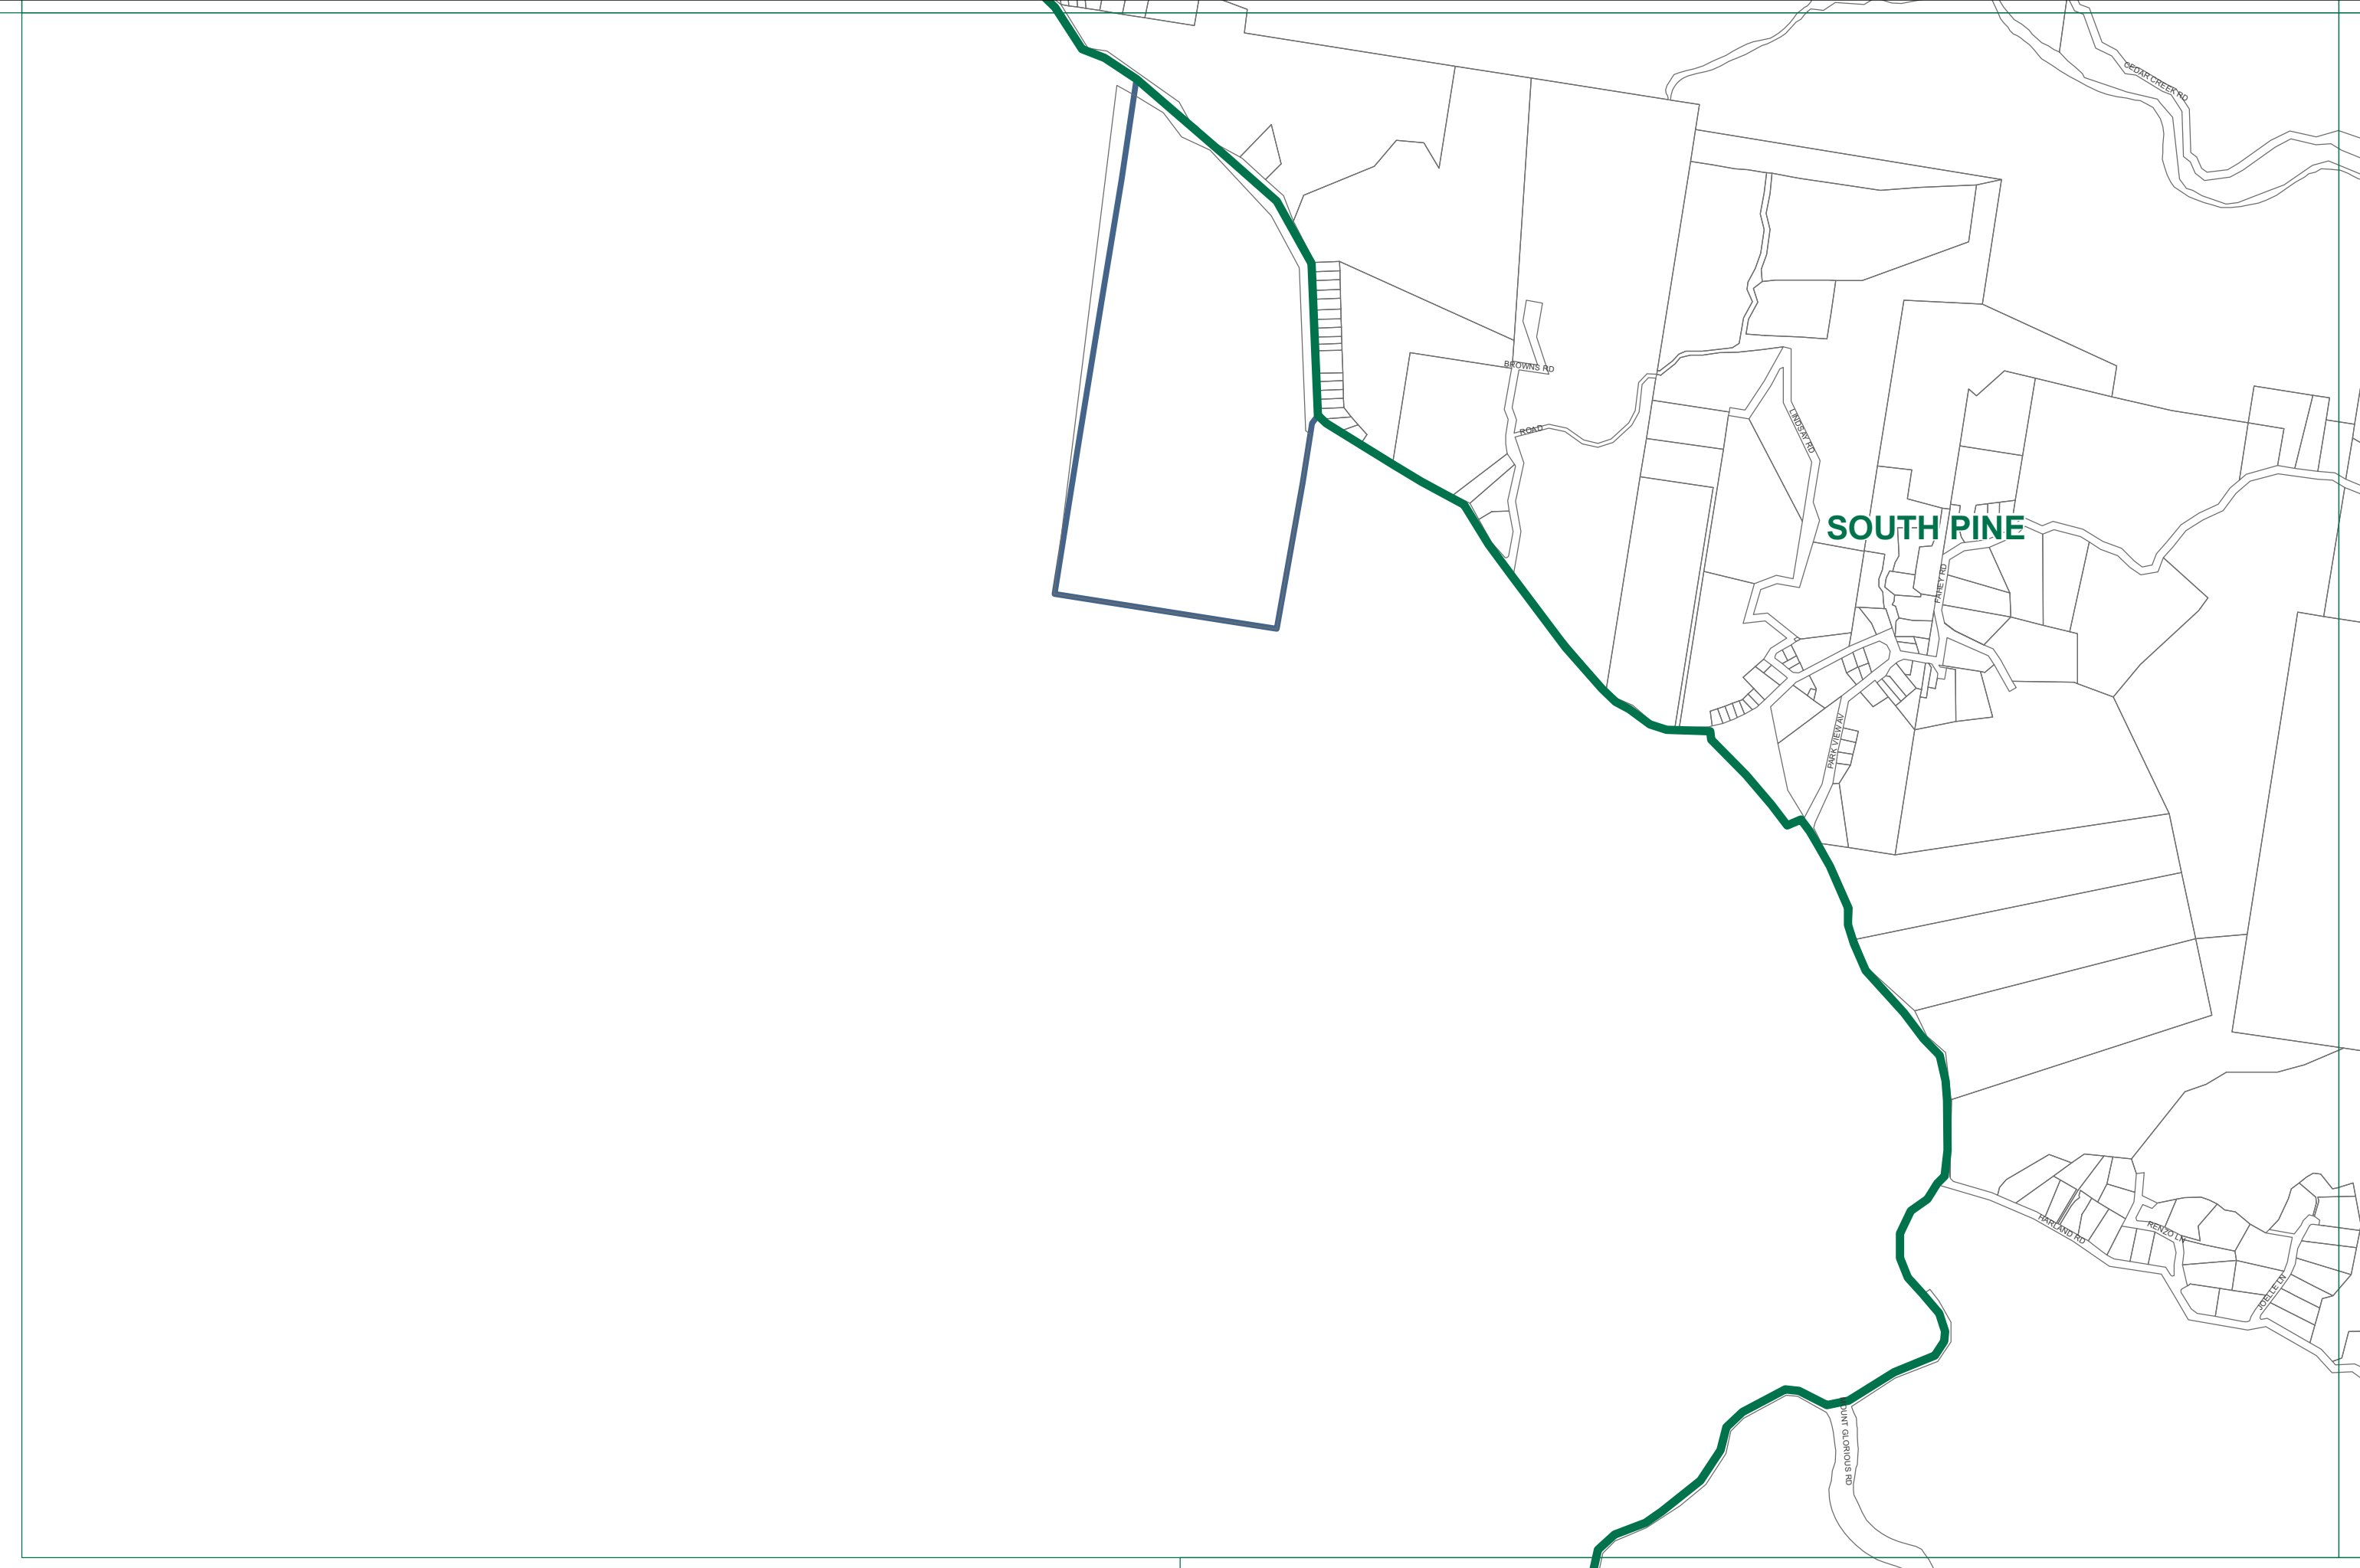 CEDAR CREEK RD
BROWNS RD
ROAD
LINDSAY RD
SOUTH PINE
FAHEY RD
PARK VIEW AV
HARLAND RD
RENZO LN
JOELLE LN
MOUNT GLORIOUS RD